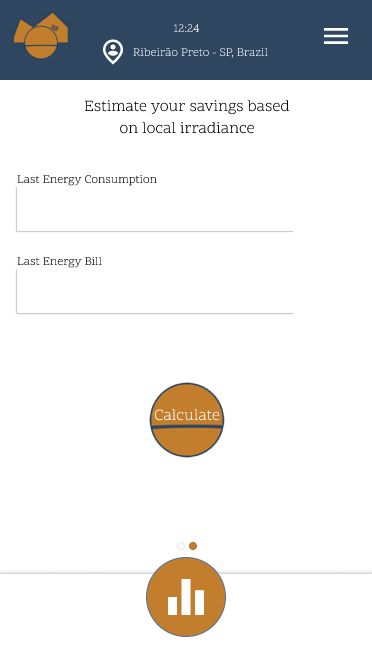 12:24
Ribeirão Preto - SP, Brazil
Estimate your savings based
on local irradiance
Last Energy Consumption
Last Energy Bill
Calculate